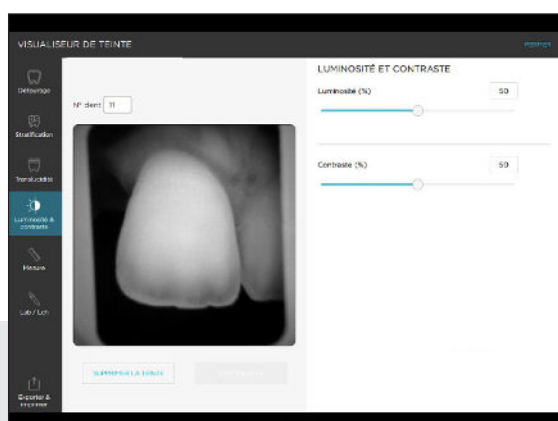 VISUALISEUR DE TEINTE
FERMER
Détourage
Stratification
Translucidité
Luminosité &
contraste
Mesure
Lab / Lch
Exporter &
imprimer
N° dent 11
SUPPRIMER LA TEINTE
LUMINOSITÉ ET CONTRASTE
Luminosité (%) 50
Contraste (%) 50